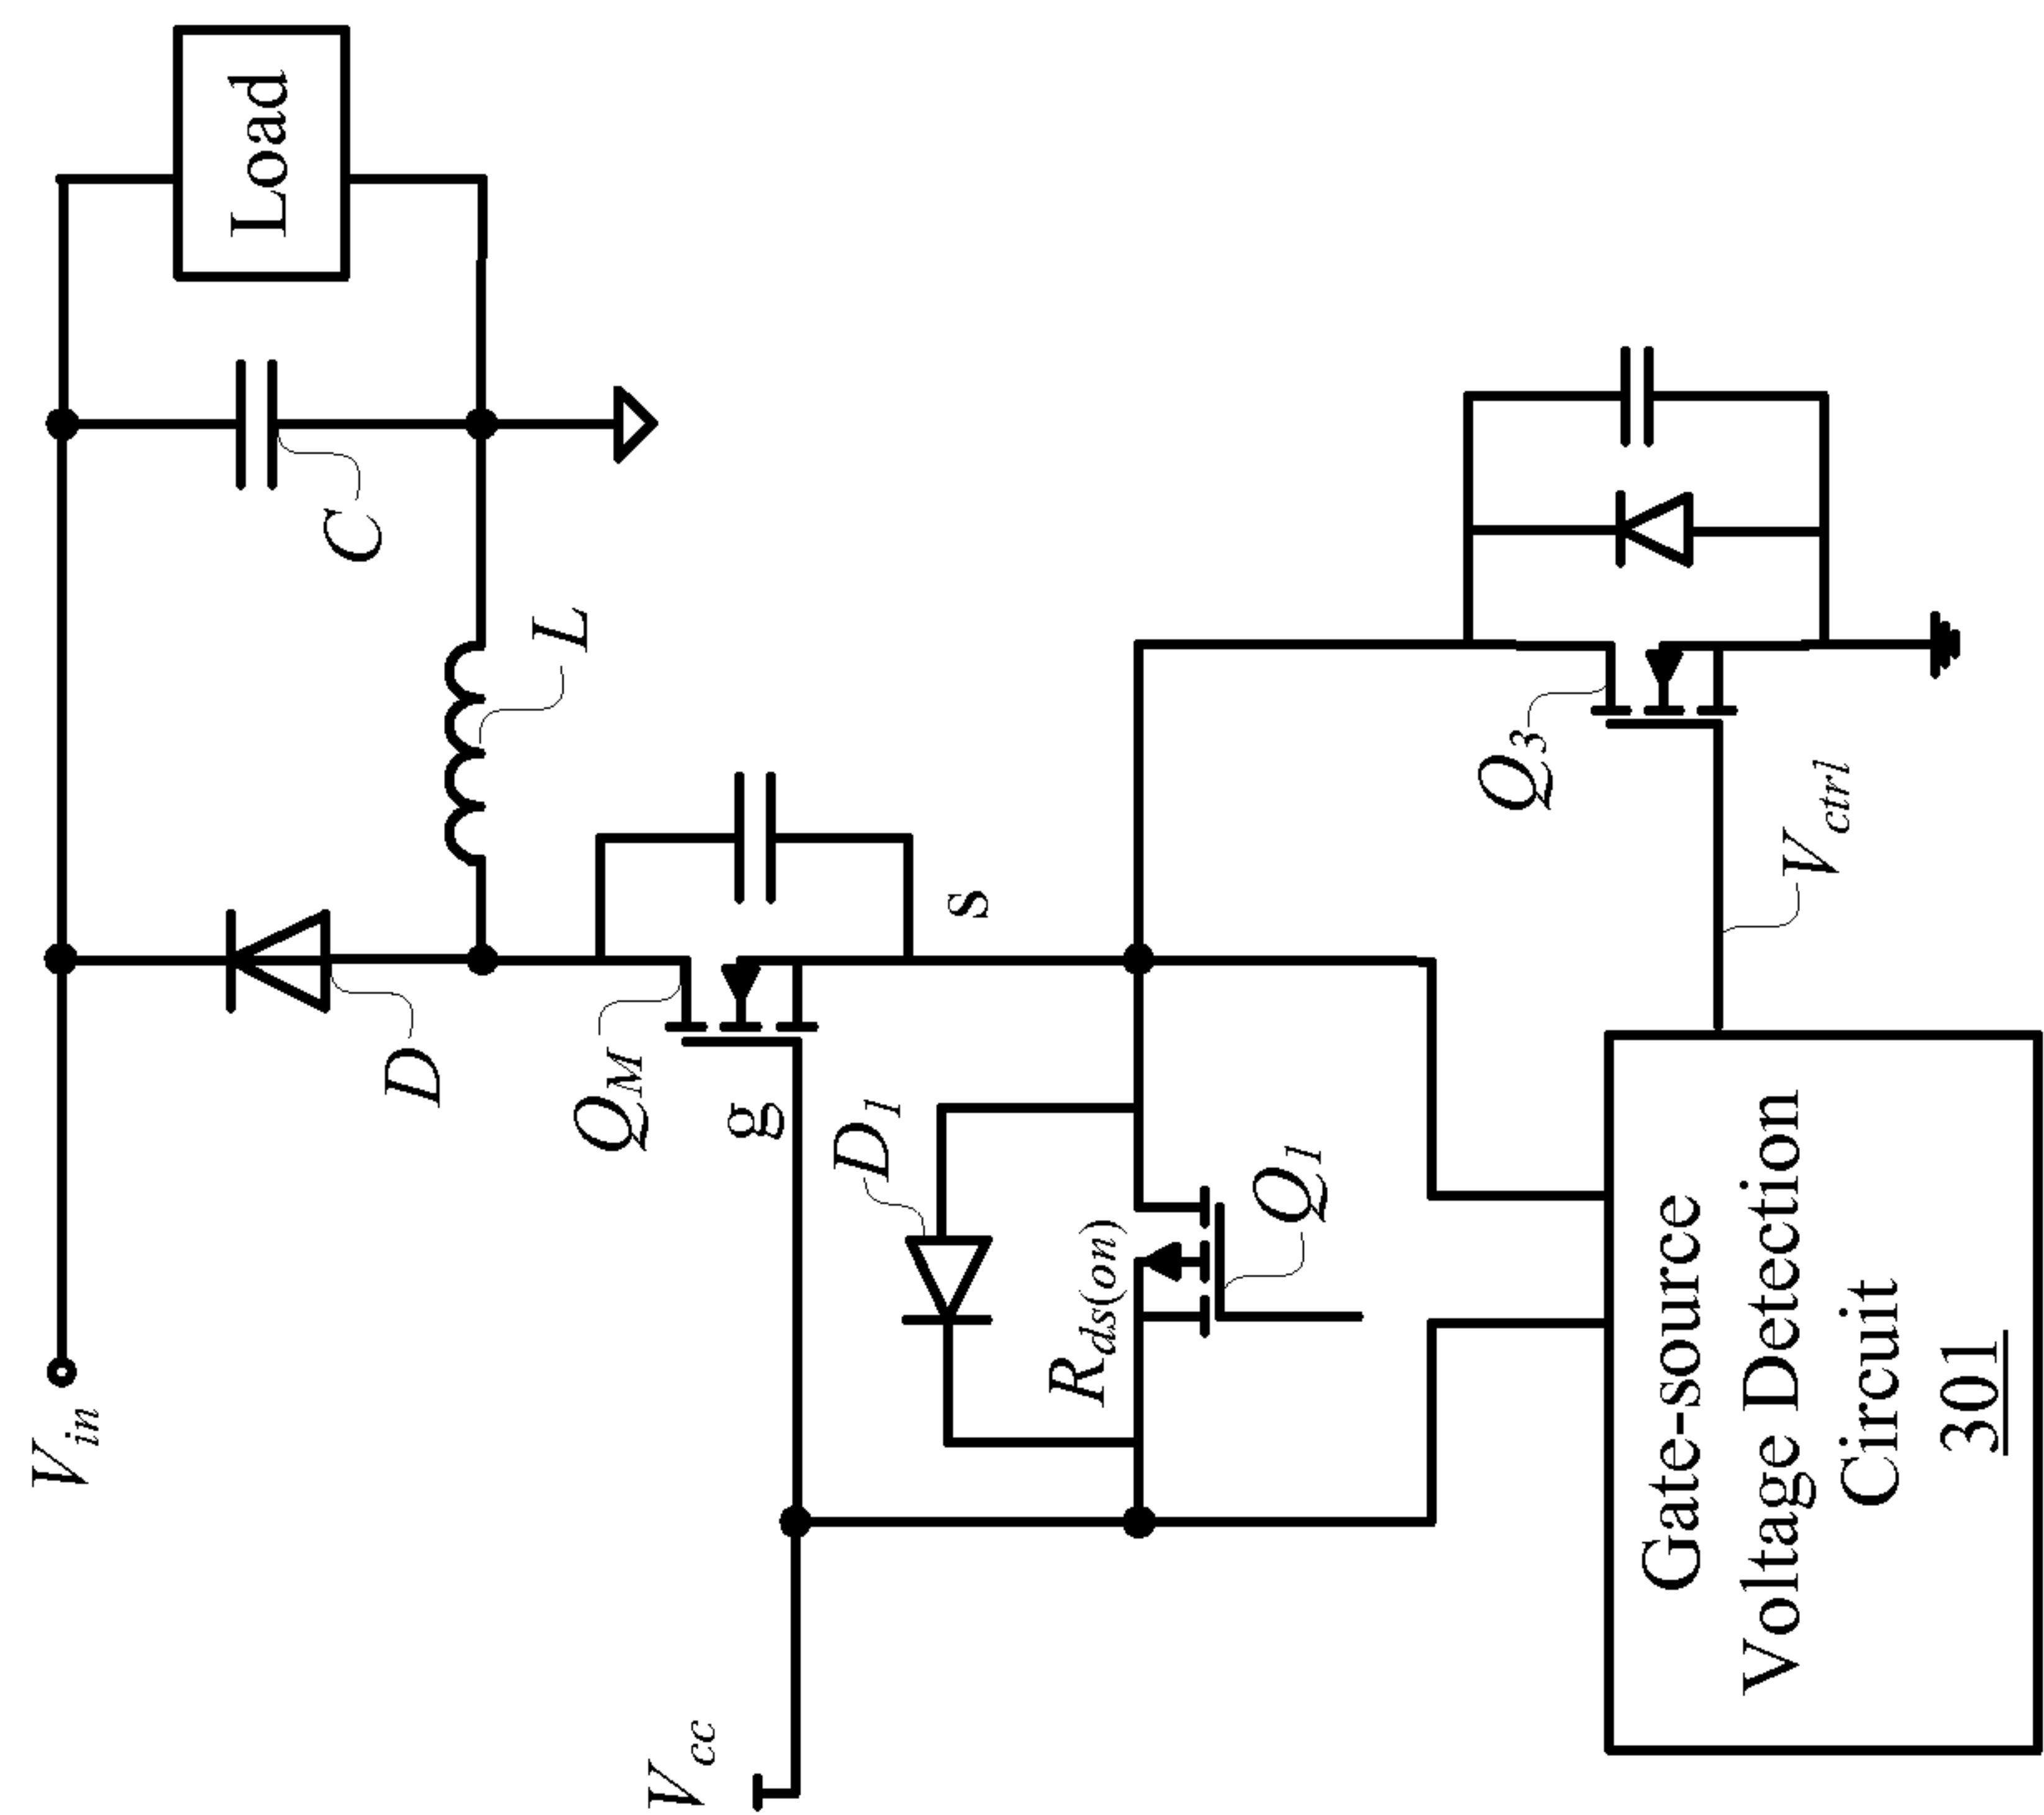 V_in
Load
C
D
L
V_cc
Q_M
g
s
D_1
R_ds(on)
Q_1
Q_3
V_ctrl
Gate-source
Voltage Detection
Circuit
301